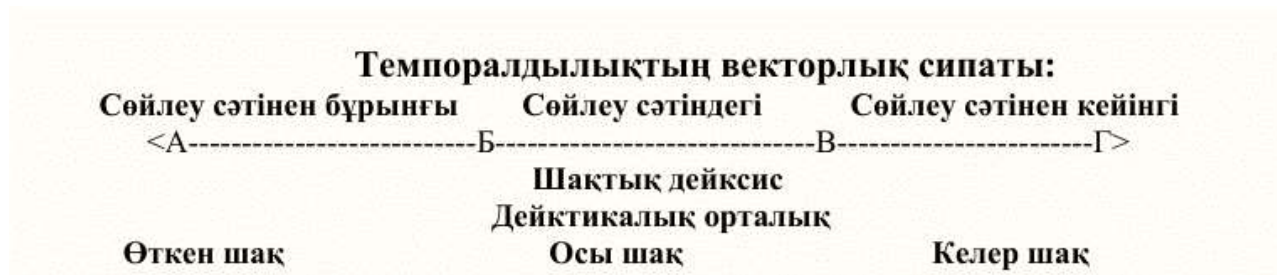 Темпоралдылықтың векторлық сипаты:
Сөйлеу сәтінен бұрынғы Сөйлеу сәтіндегі Сөйлеу сәтінен кейінгі
<А---------------------------Б------------------------------В------------------------Г>
Шақтық дейксис
Дейктикалық орталық
Өткен шақ Осы шақ Келер шақ